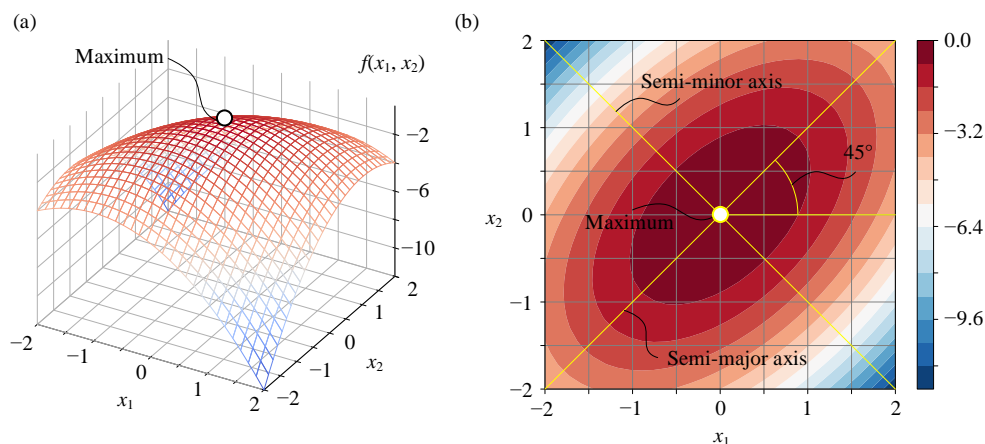 (a)
Maximum
f(x₁, x₂)
−2
−6
−10
2
1
0
−1
−2
x₂
−2
−1
0
1
2
x₁
(b)
2
1
0
−1
−2
x₂
−2
−1
0
1
2
x₁
Semi-minor axis
45°
Maximum
Semi-major axis
0.0
−3.2
−6.4
−9.6